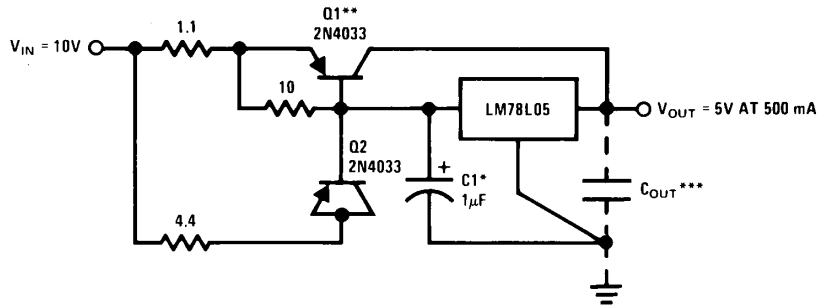 Q1**
2N4033
1.1
V_IN = 10V
10
LM78L05
V_OUT = 5V AT 500 mA
Q2
2N4033
C1*
+
1μF
C_OUT***
4.4